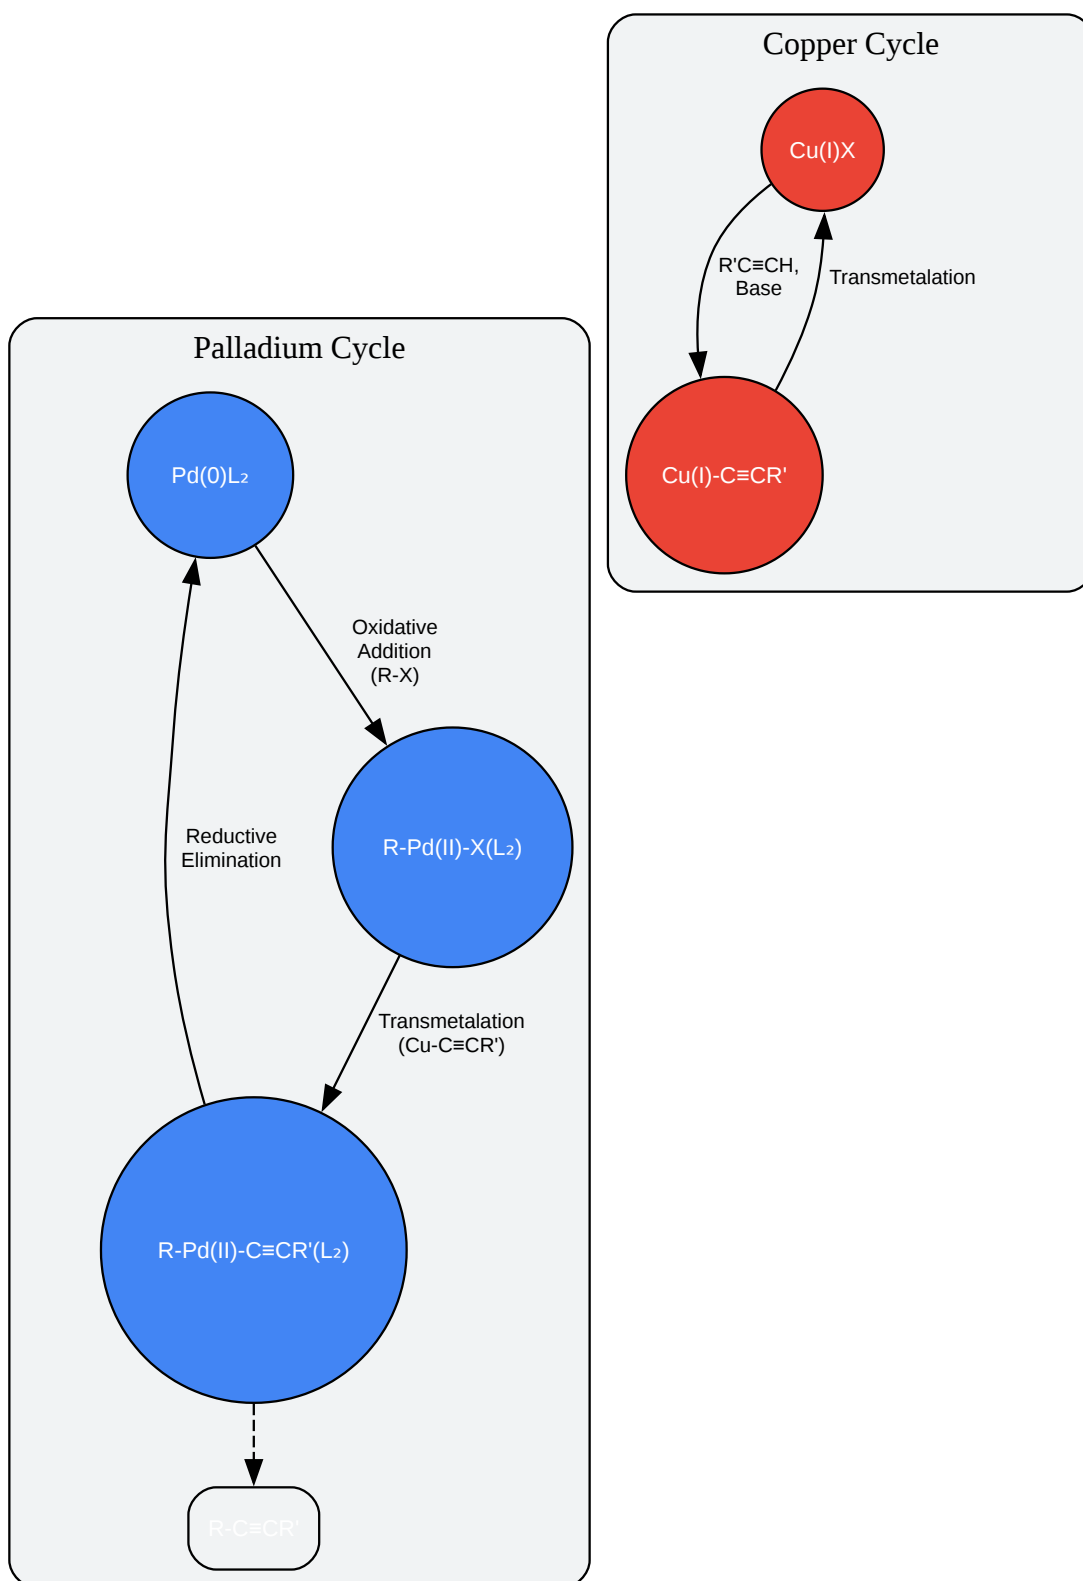 Copper Cycle
Cu(I)X
R'C≡CH,
Base
Transmetalation
Cu(I)-C≡CR'
Palladium Cycle
Pd(0)L₂
Oxidative
Addition
(R-X)
R-Pd(II)-X(L₂)
Reductive
Elimination
Transmetalation
(Cu-C≡CR')
R-Pd(II)-C≡CR'(L₂)
R-C≡CR'